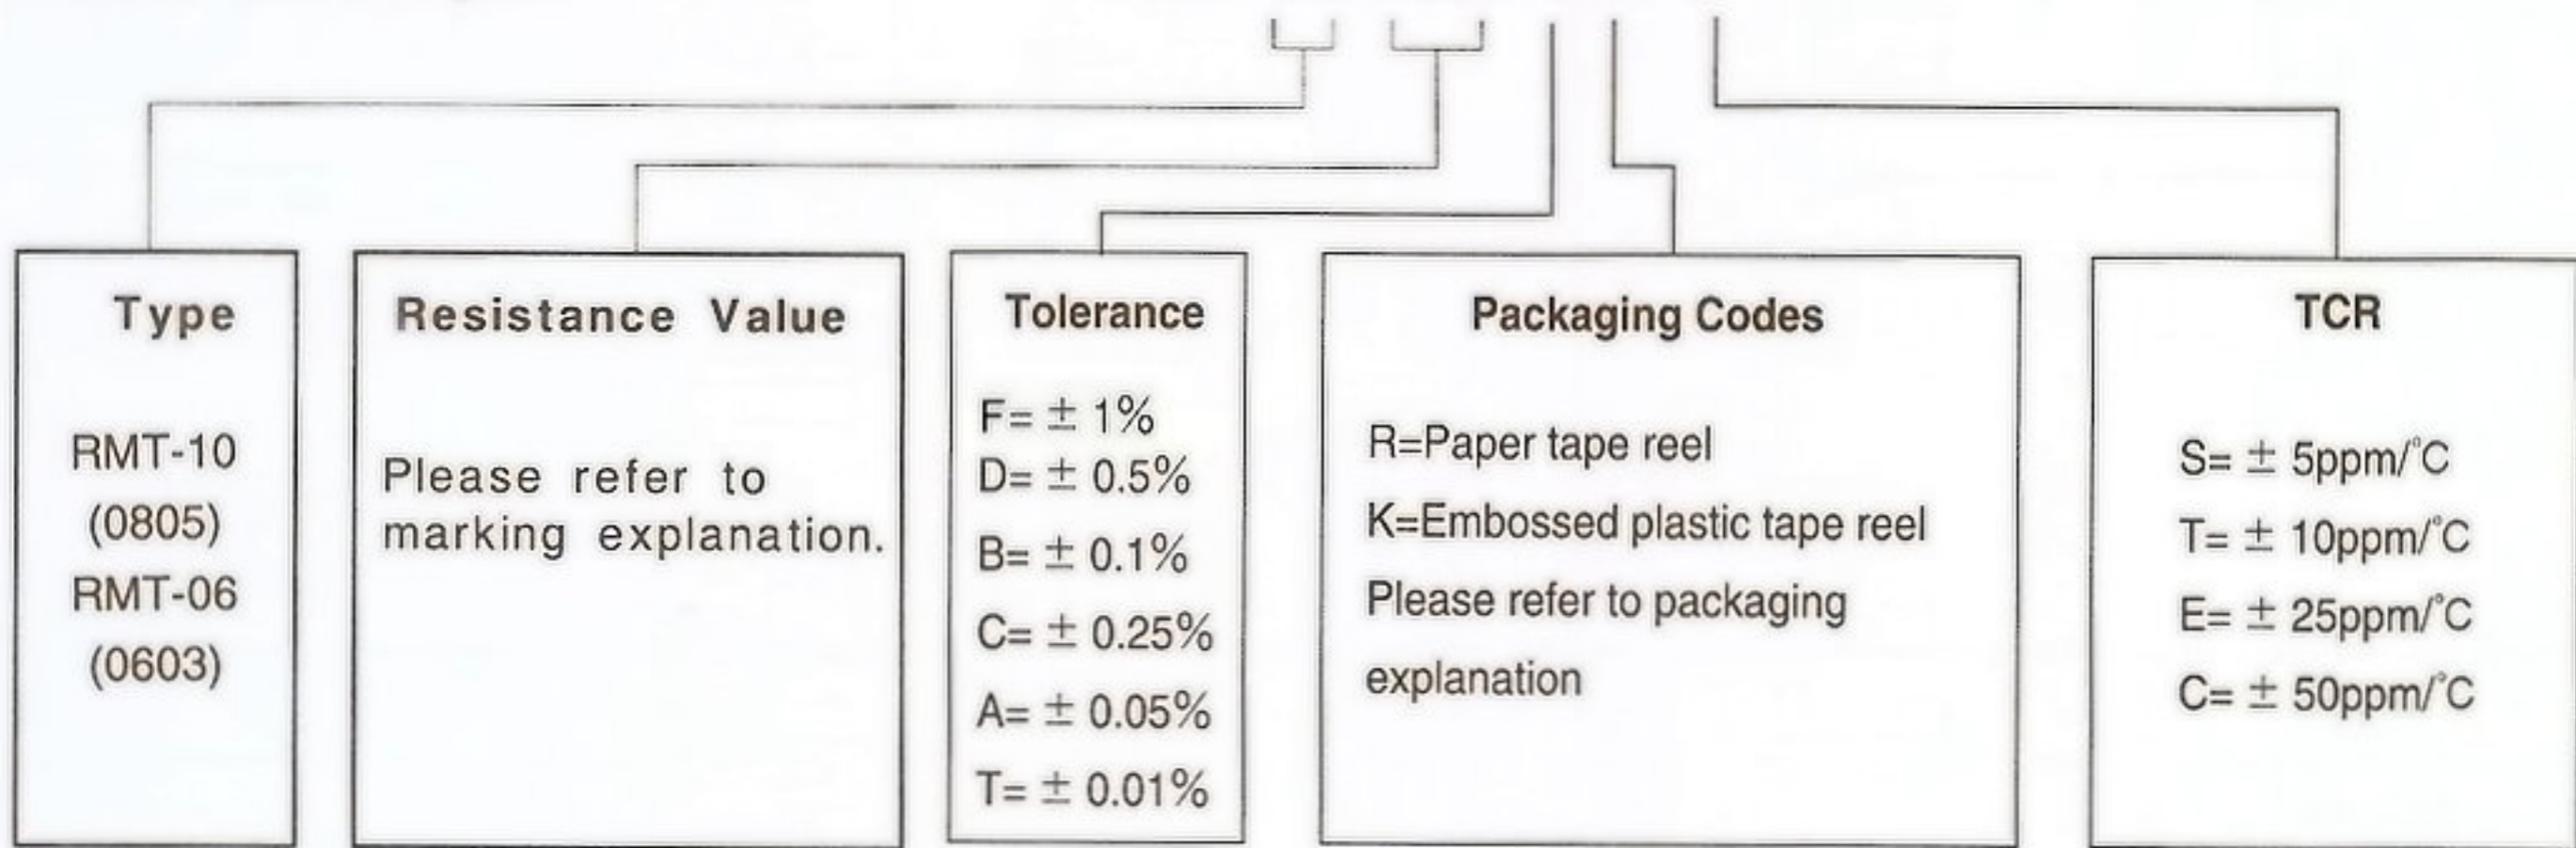 Type
RMT-10
(0805)
RMT-06
(0603)
Resistance Value
Please refer to
marking explanation.
Tolerance
F= ± 1%
D= ± 0.5%
B= ± 0.1%
C= ± 0.25%
A= ± 0.05%
T= ± 0.01%
Packaging Codes
R=Paper tape reel
K=Embossed plastic tape reel
Please refer to packaging
explanation
TCR
S= ± 5ppm/°C
T= ± 10ppm/°C
E= ± 25ppm/°C
C= ± 50ppm/°C